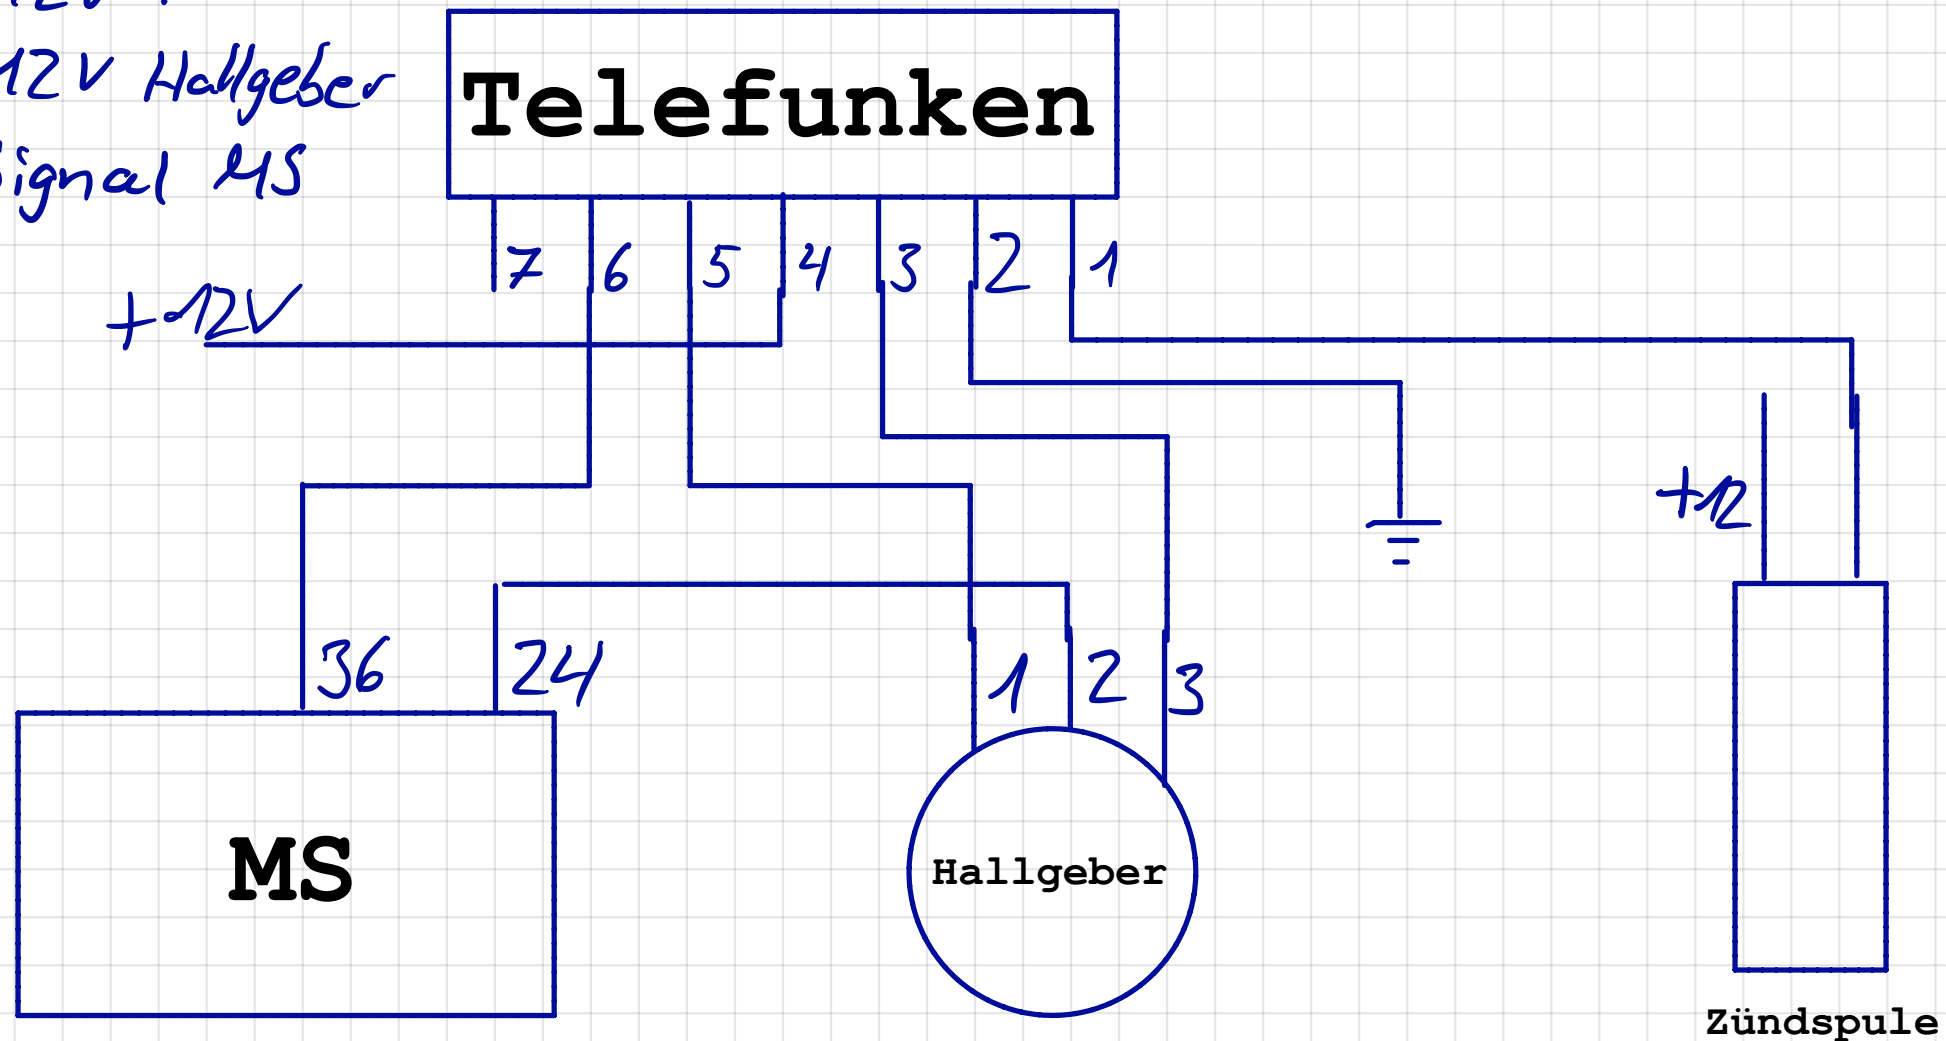 12V Hallgeber
Signal MS
Telefunken
7 6 5 4 3 2 1
+12V
+12
36 24
1 2 3
MS
Hallgeber
Zündspule